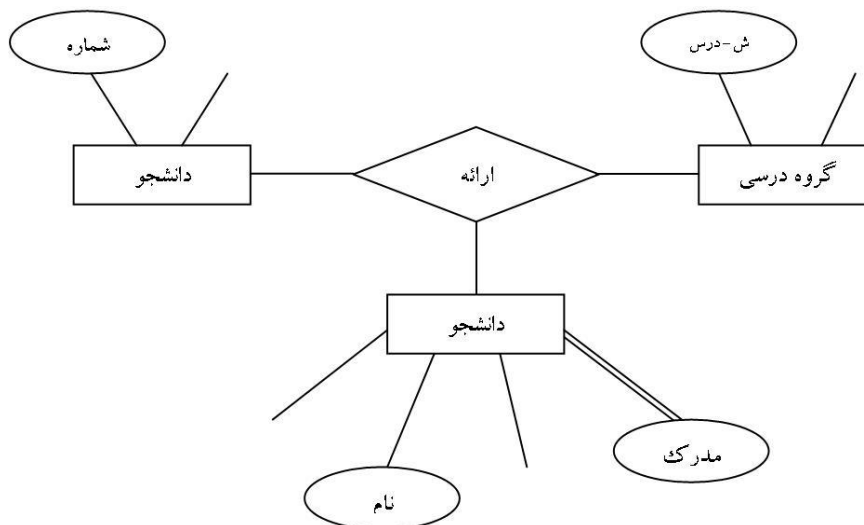 شماره
ش-درس
دانشجو
ارائه
گروه درسی
دانشجو
مدرک
نام